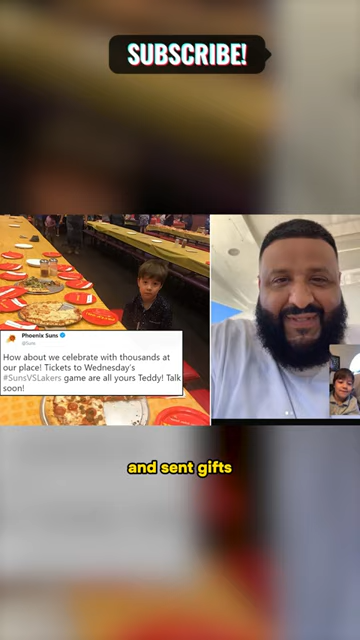 SUBSCRIBE!
Phoenix Suns
@Suns
How about we celebrate with thousands at
our place! Tickets to Wednesday's
#SunsVSLakers game are all yours Teddy! Talk
soon!
and sent gifts